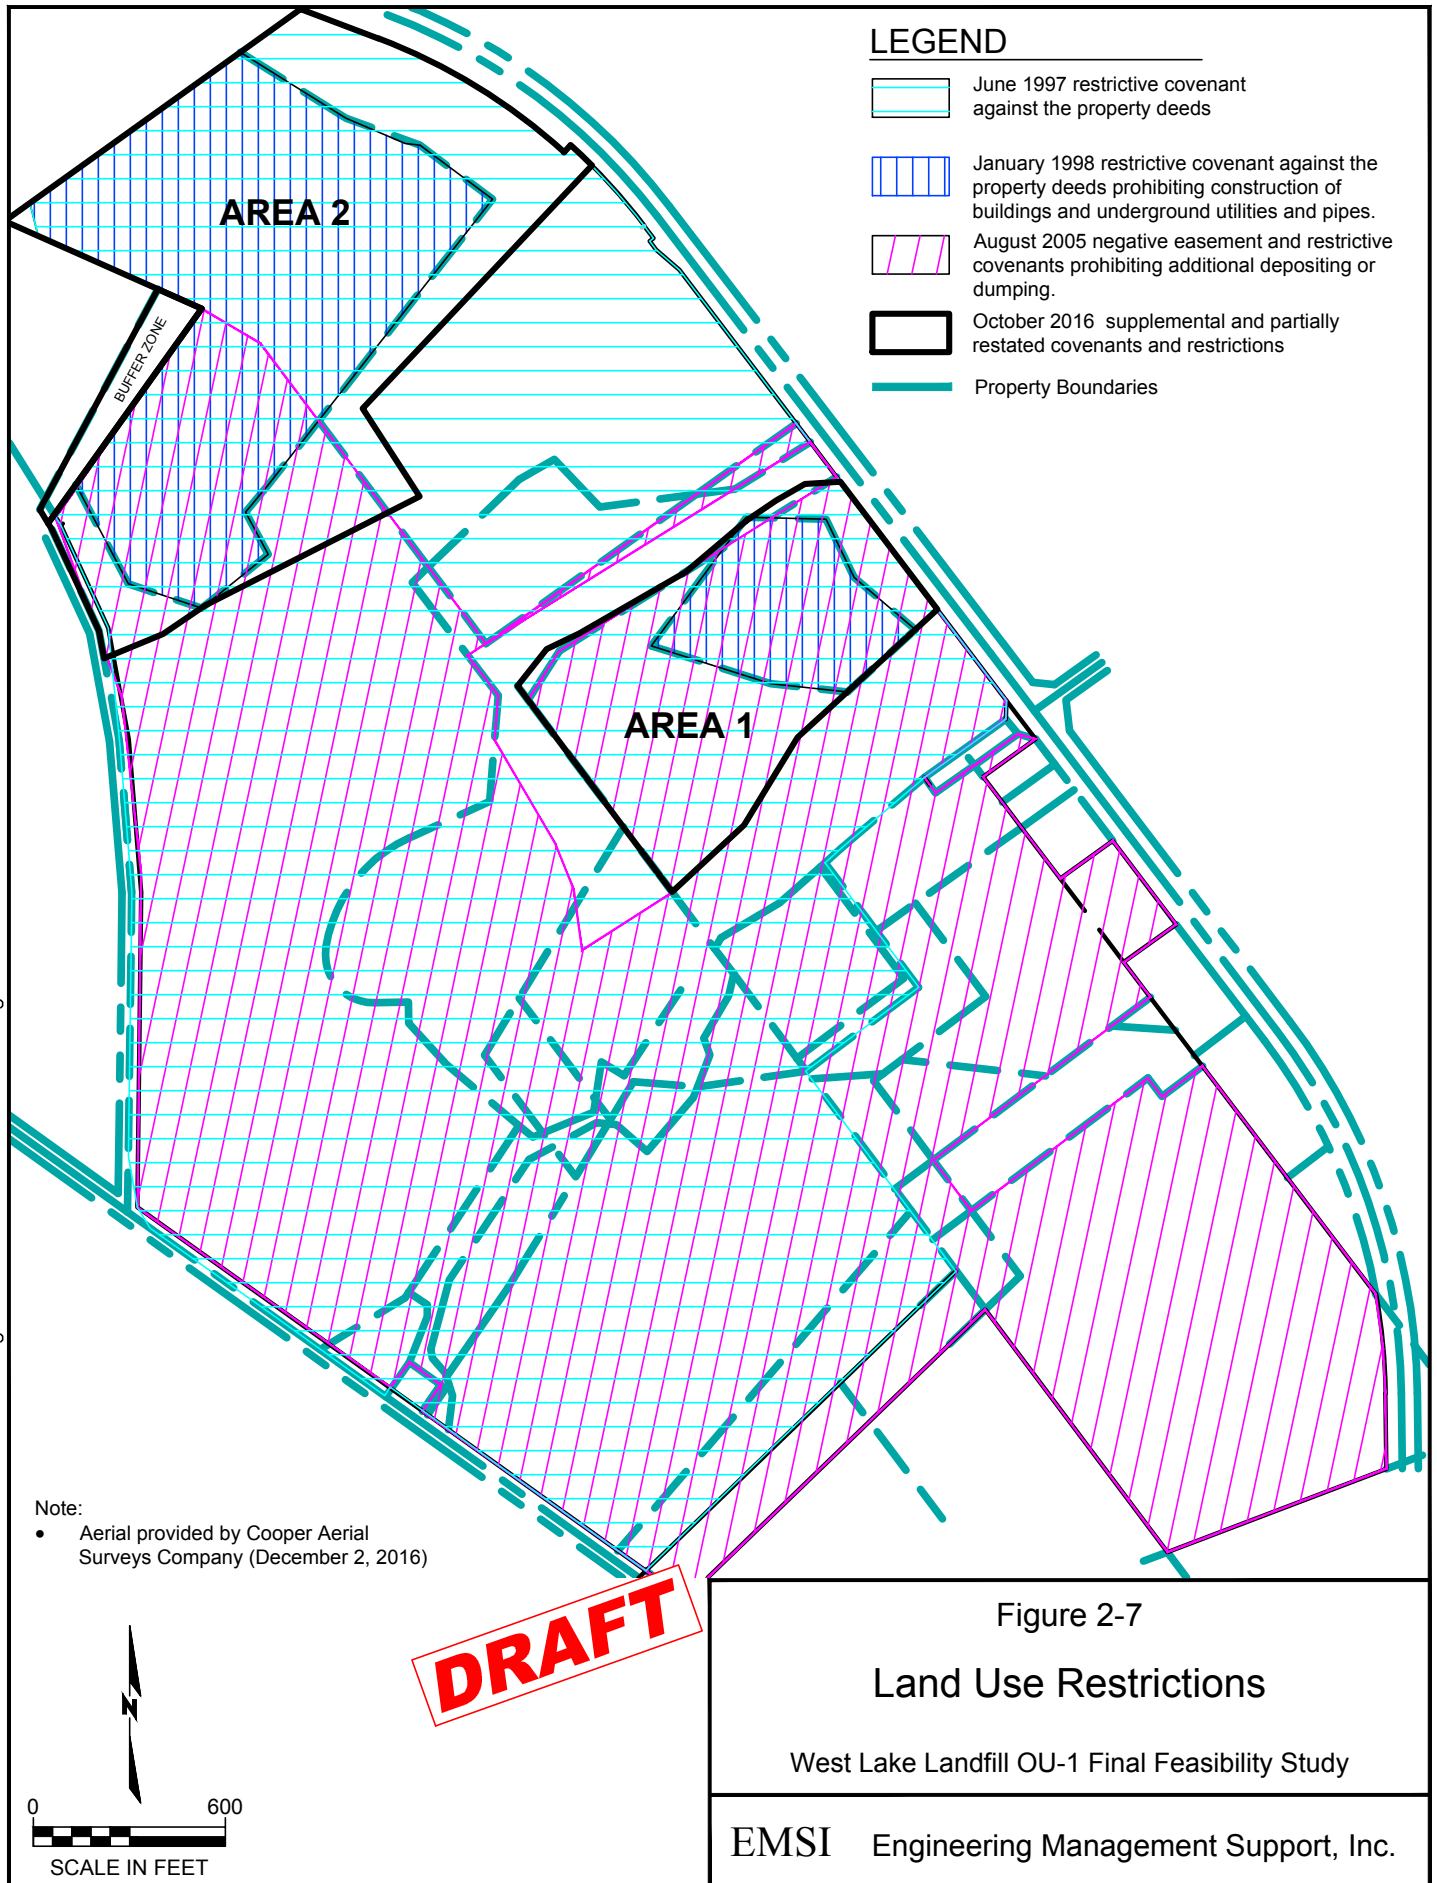 LEGEND
June 1997 restrictive covenant
against the property deeds
January 1998 restrictive covenant against the
property deeds prohibiting construction of
buildings and underground utilities and pipes.
August 2005 negative easement and restrictive
covenants prohibiting additional depositing or
dumping.
October 2016 supplemental and partially
restated covenants and restrictions
Property Boundaries
AREA 2
BUFFER ZONE
AREA 1
Note:
• Aerial provided by Cooper Aerial
Surveys Company (December 2, 2016)
DRAFT
N
0 600
SCALE IN FEET
Figure 2-7
Land Use Restrictions
West Lake Landfill OU-1 Final Feasibility Study
EMSI Engineering Management Support, Inc.